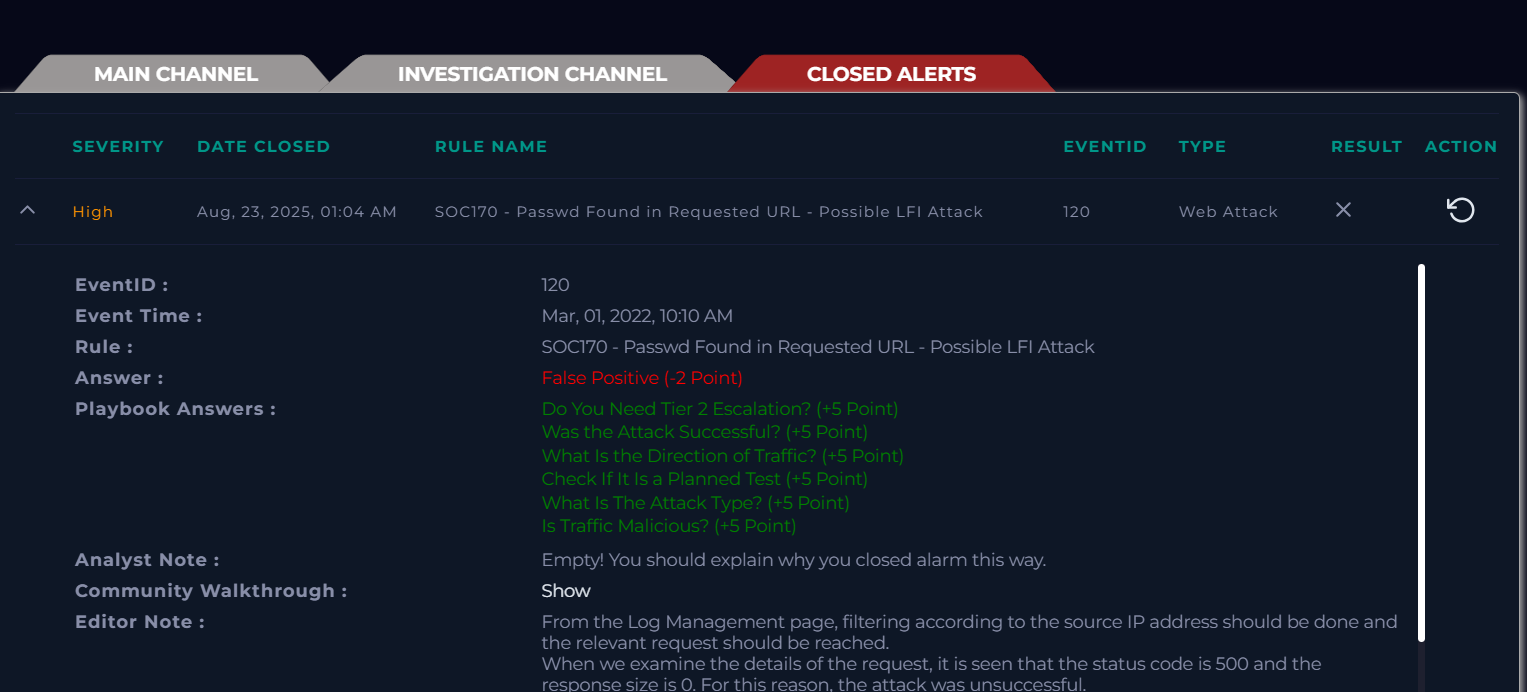 MAIN CHANNEL INVESTIGATION CHANNEL CLOSED ALERTS
SEVERITY DATE CLOSED RULE NAME EVENTID TYPE RESULT ACTION
High Aug, 23, 2025, 01:04 AM SOC170 - Passwd Found in Requested URL - Possible LFI Attack 120 Web Attack
EventID : 120
Event Time : Mar, 01, 2022, 10:10 AM
Rule : SOC170 - Passwd Found in Requested URL - Possible LFI Attack
Answer : False Positive (-2 Point)
Playbook Answers : Do You Need Tier 2 Escalation? (+5 Point)
Was the Attack Successful? (+5 Point)
What Is the Direction of Traffic? (+5 Point)
Check If It Is a Planned Test (+5 Point)
What Is The Attack Type? (+5 Point)
Is Traffic Malicious? (+5 Point)
Analyst Note : Empty! You should explain why you closed alarm this way.
Community Walkthrough : Show
Editor Note : From the Log Management page, filtering according to the source IP address should be done and
the relevant request should be reached.
When we examine the details of the request, it is seen that the status code is 500 and the
response size is 0. For this reason, the attack was unsuccessful.